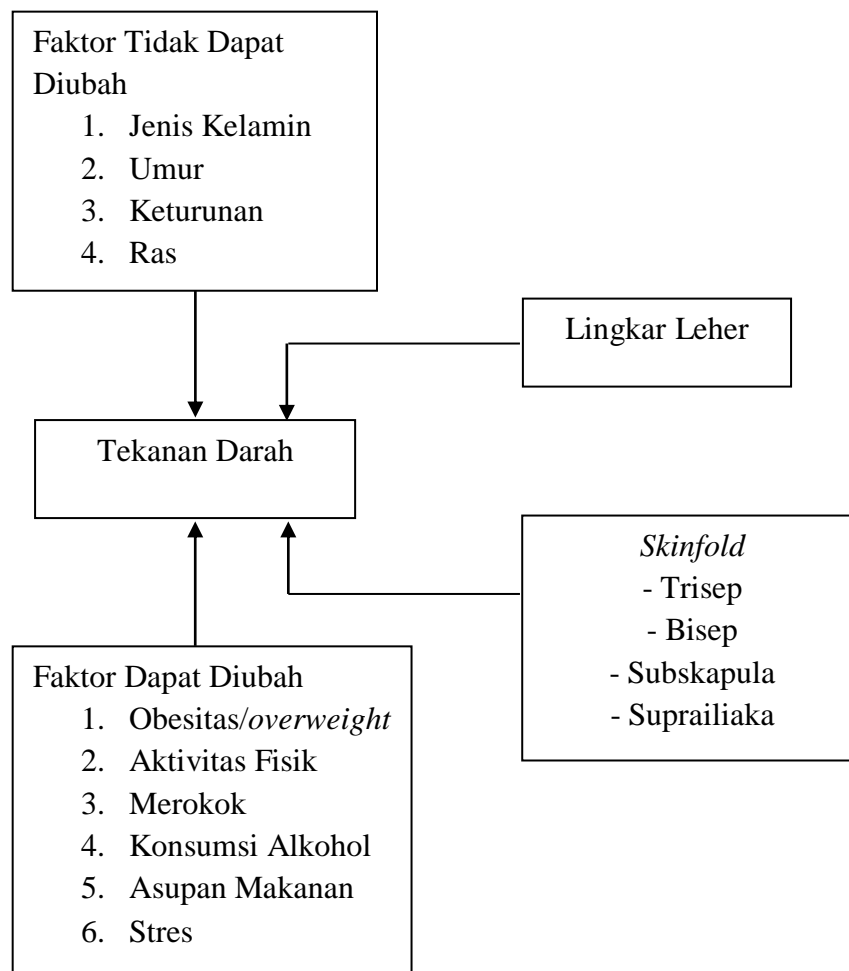 Faktor Tidak Dapat
Diubah
1. Jenis Kelamin
2. Umur
3. Keturunan
4. Ras
Lingkar Leher
Tekanan Darah
Skinfold
- Trisep
- Bisep
- Subskapula
- Suprailiaka
Faktor Dapat Diubah
1. Obesitas/overweight
2. Aktivitas Fisik
3. Merokok
4. Konsumsi Alkohol
5. Asupan Makanan
6. Stres